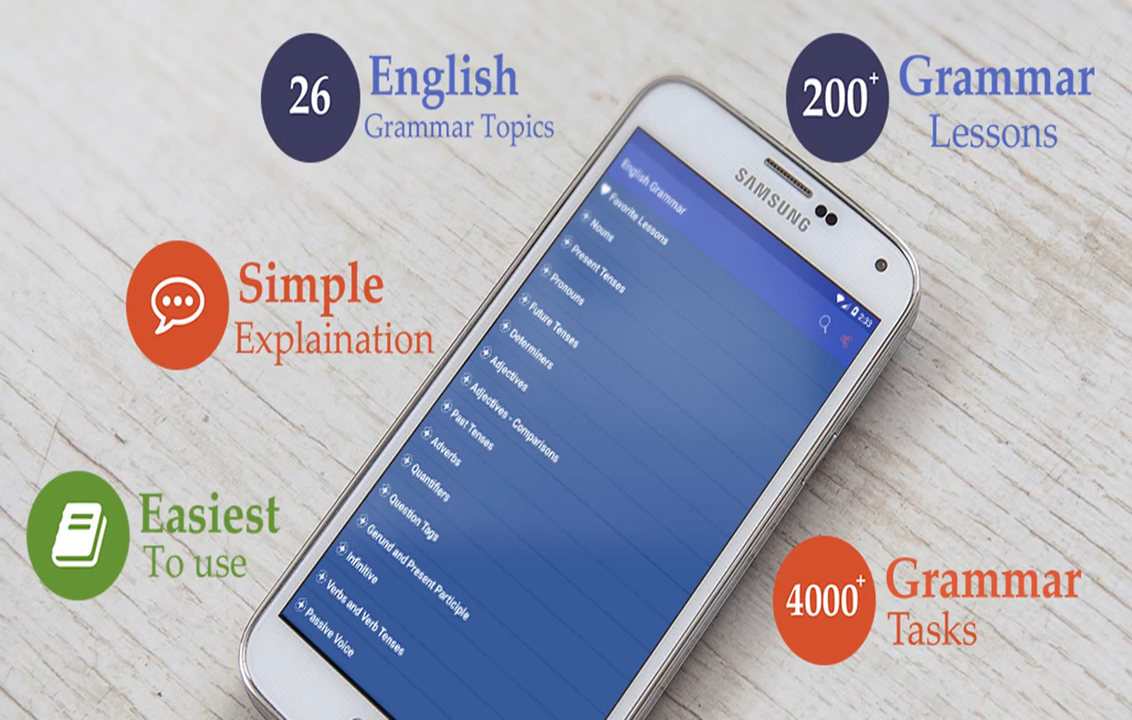 26
English
Grammar Topics
200+
Grammar
Lessons
Simple
Explaination
Easiest
To use
4000+
Grammar
Tasks
SAMSUNG
2:33
English Grammar
Favorite Lessons
Nouns
Present Tenses
Pronouns
Future Tenses
Determiners
Adjectives
Adjectives - Comparisons
Past Tenses
Adverbs
Quantifiers
Question Tags
Gerund and Present Participle
Infinitive
Verbs and Verb Tenses
Passive Voice